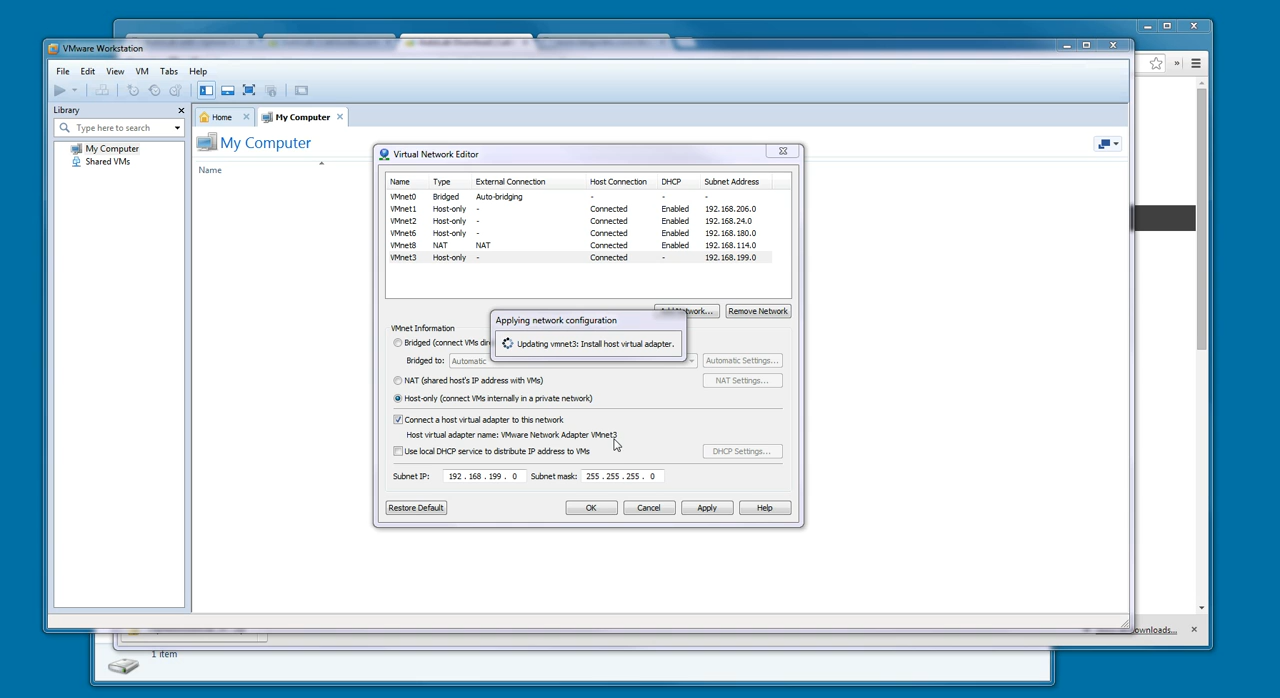 VMware Workstation
File Edit View VM Tabs Help
Library
Home My Computer
Type here to search
My Computer
My Computer
Shared VMs
Name
Virtual Network Editor
Name Type External Connection Host Connection DHCP Subnet Address
VMnet0 Bridged Auto-bridging - - -
VMnet1 Host-only - Connected Enabled 192.168.206.0
VMnet2 Host-only - Connected Enabled 192.168.24.0
VMnet6 Host-only - Connected Enabled 192.168.180.0
VMnet8 NAT NAT Connected Enabled 192.168.114.0
VMnet3 Host-only - Connected - 192.168.199.0
Remove Network
Applying network configuration
Updating vmnet3: Install host virtual adapter.
VMnet Information
Bridged (connect VMs
Bridged to: Automatic Automatic Settings...
NAT (shared host's IP address with VMs) NAT Settings...
Host-only (connect VMs internally in a private network)
Connect a host virtual adapter to this network
Host virtual adapter name: VMware Network Adapter VMnet3
Use local DHCP service to distribute IP address to VMs DHCP Settings...
Subnet IP: 192 . 168 . 199 . 0 Subnet mask: 255 . 255 . 255 . 0
Restore Default OK Cancel Apply Help
1 item